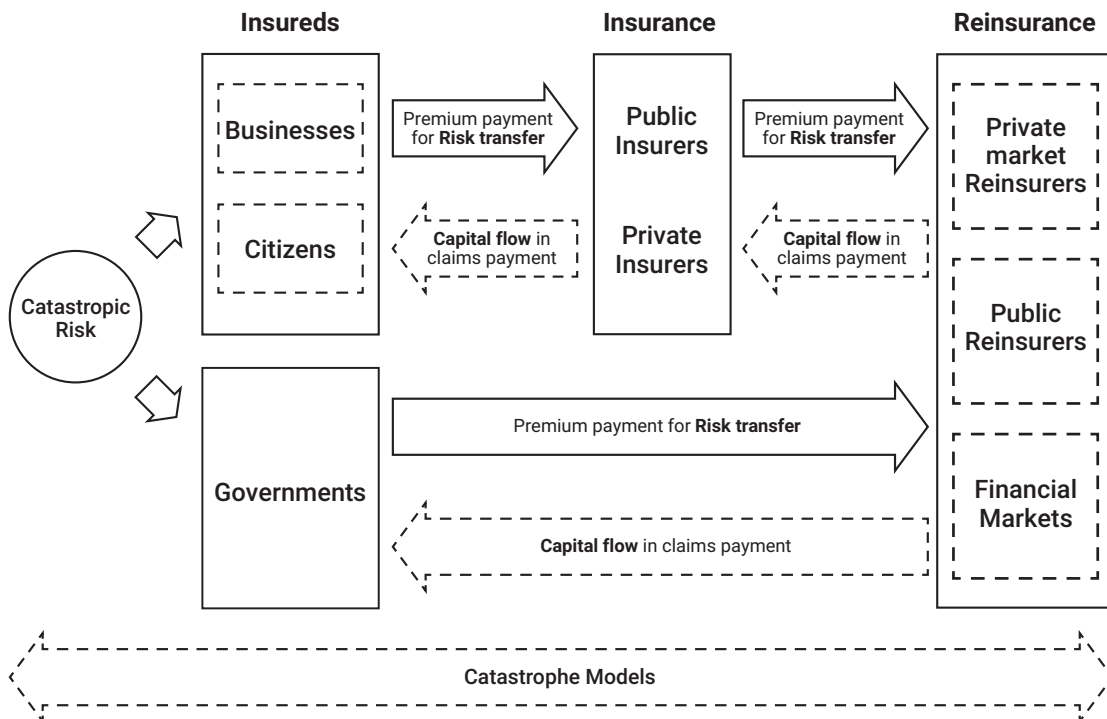 Insureds
Insurance
Reinsurance
Businesses
Citizens
Premium payment
for Risk transfer
Capital flow in
claims payment
Public
Insurers
Private
Insurers
Premium payment
for Risk transfer
Capital flow in
claims payment
Private
market
Reinsurers
Public
Reinsurers
Financial
Markets
Catastropic
Risk
Governments
Premium payment for Risk transfer
Capital flow in claims payment
Catastrophe Models